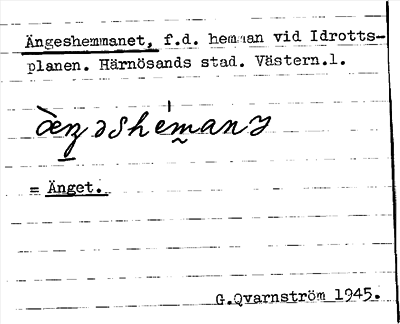 Ängeshemmanet, f.d. hemman vid Idrotts-
planen. Härnösands stad. Västern.l.
= Änget.
G.Qvarnström 1945.